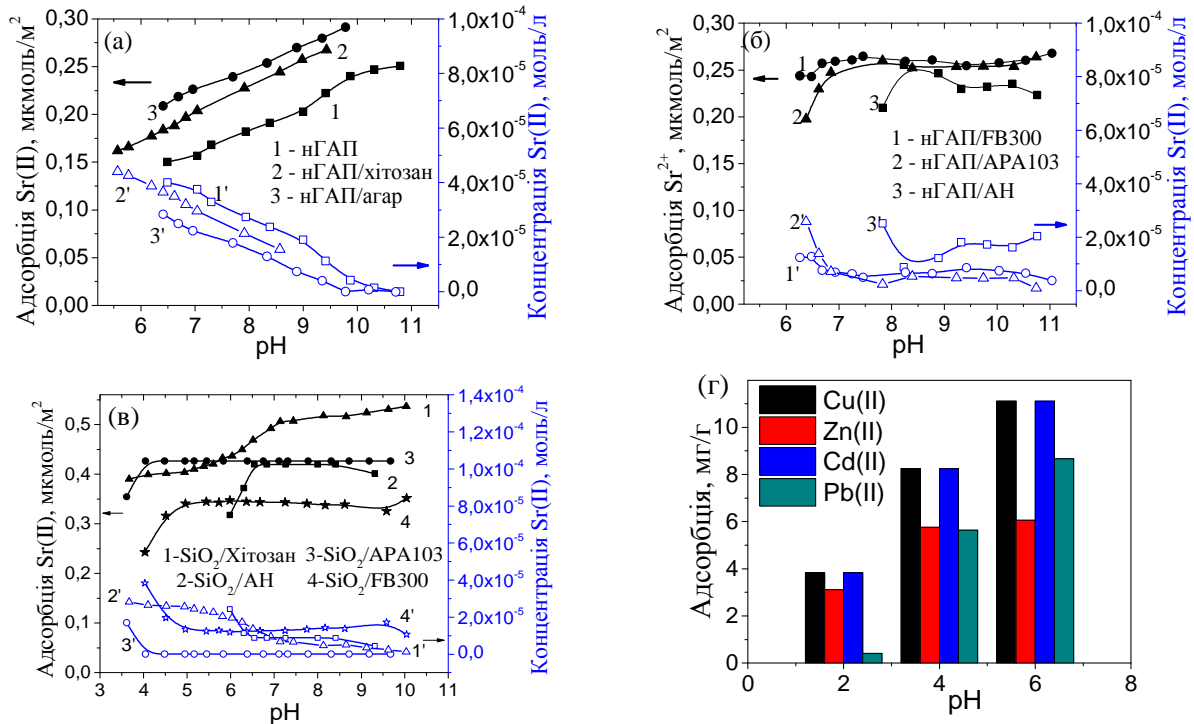 (а)
0,30
0,25
0,20
0,15
0,10
0,05
0,00
Адсорбція Sr(II), мкмоль/м²
1,0x10⁻⁴
8,0x10⁻⁵
6,0x10⁻⁵
4,0x10⁻⁵
2,0x10⁻⁵
0,0
Концентрація Sr(II), моль/л
2
3
1
1 - нГАП
2 - нГАП/хітозан
3 - нГАП/агар
1'
2'
3'
6 7 8 9 10 11
pH
(б)
0,30
0,25
0,20
0,15
0,10
0,05
0,00
Адсорбція Sr²⁺, мкмоль/м²
1,0x10⁻⁴
8,0x10⁻⁵
6,0x10⁻⁵
4,0x10⁻⁵
2,0x10⁻⁵
0,0
Концентрація Sr(II), моль/л
1
2
3
1 - нГАП/FB300
2 - нГАП/APA103
3 - нГАП/АН
2'
3'
1'
6 7 8 9 10 11
pH
(в)
0,5
0,4
0,3
0,2
0,1
0,0
Адсорбція Sr(II), мкмоль/м²
1,4x10⁻⁴
1,2x10⁻⁴
1,0x10⁻⁴
8,0x10⁻⁵
6,0x10⁻⁵
4,0x10⁻⁵
2,0x10⁻⁵
0,0
Концентрація Sr(II), моль/л
1
3
2
4
1-SiO₂/Хітозан 3-SiO₂/APA103
2-SiO₂/АН 4-SiO₂/FB300
2'
4'
3'
1'
3 4 5 6 7 8 9 10 11
pH
(г)
Cu(II)
Zn(II)
Cd(II)
Pb(II)
10
8
6
4
2
0
Адсорбція, мг/г
0 2 4 6 8
pH